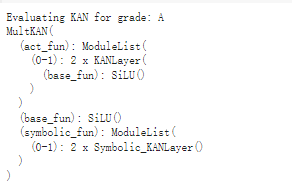 Evaluating KAN for grade: A
MultKAN(
  (act_fun): ModuleList(
    (0-1): 2 x KANLayer(
      (base_fun): SiLU()
    )
  )
  (base_fun): SiLU()
  (symbolic_fun): ModuleList(
    (0-1): 2 x Symbolic_KANLayer()
  )
)